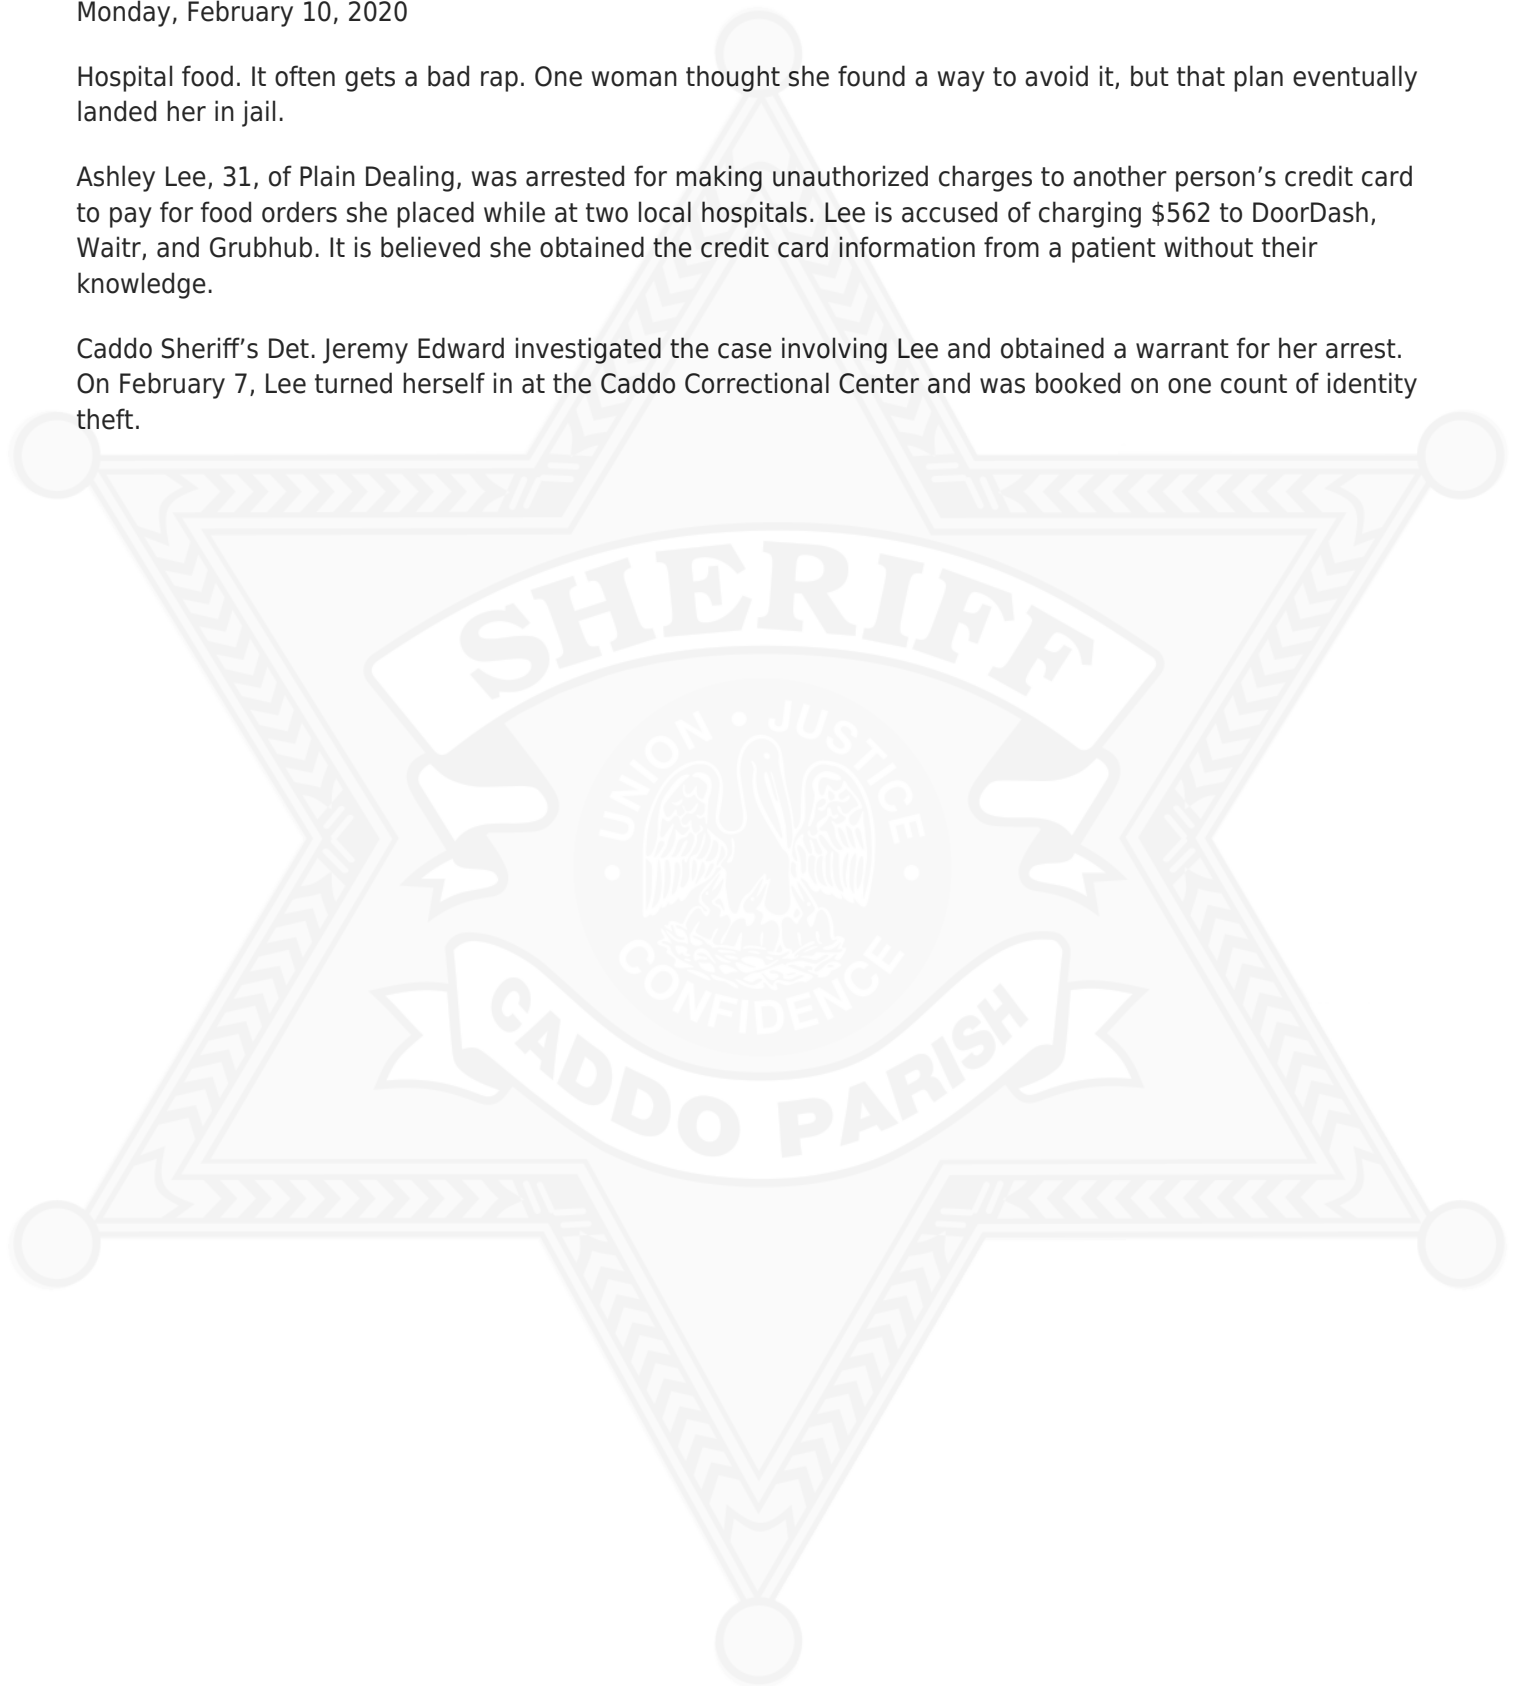 Monday, February 10, 2020
Hospital food. It often gets a bad rap. One woman thought she found a way to avoid it, but that plan eventually
landed her in jail.
Ashley Lee, 31, of Plain Dealing, was arrested for making unauthorized charges to another person’s credit card
to pay for food orders she placed while at two local hospitals. Lee is accused of charging $562 to DoorDash,
Waitr, and Grubhub. It is believed she obtained the credit card information from a patient without their
knowledge.
Caddo Sheriff’s Det. Jeremy Edward investigated the case involving Lee and obtained a warrant for her arrest.
On February 7, Lee turned herself in at the Caddo Correctional Center and was booked on one count of identity
theft.
SHERIFF
UNION • JUSTICE
• CONFIDENCE •
CADDO PARISH